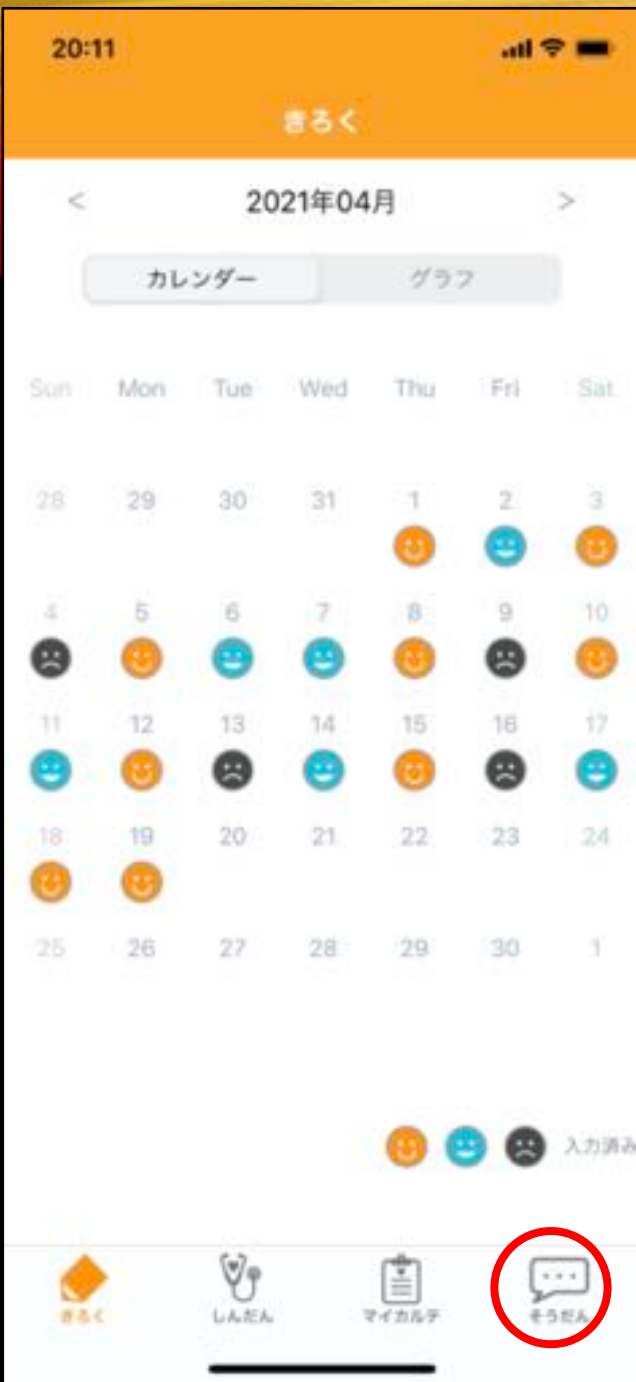 20:11
きろく
< 2021年04月 >
カレンダー グラフ
Sun Mon Tue Wed Thu Fri Sat
28 29 30 31 1 2 3
4 5 6 7 8 9 10
11 12 13 14 15 16 17
18 19 20 21 22 23 24
25 26 27 28 29 30 1
入力済み
きろく しんだん マイカルテ そうだん